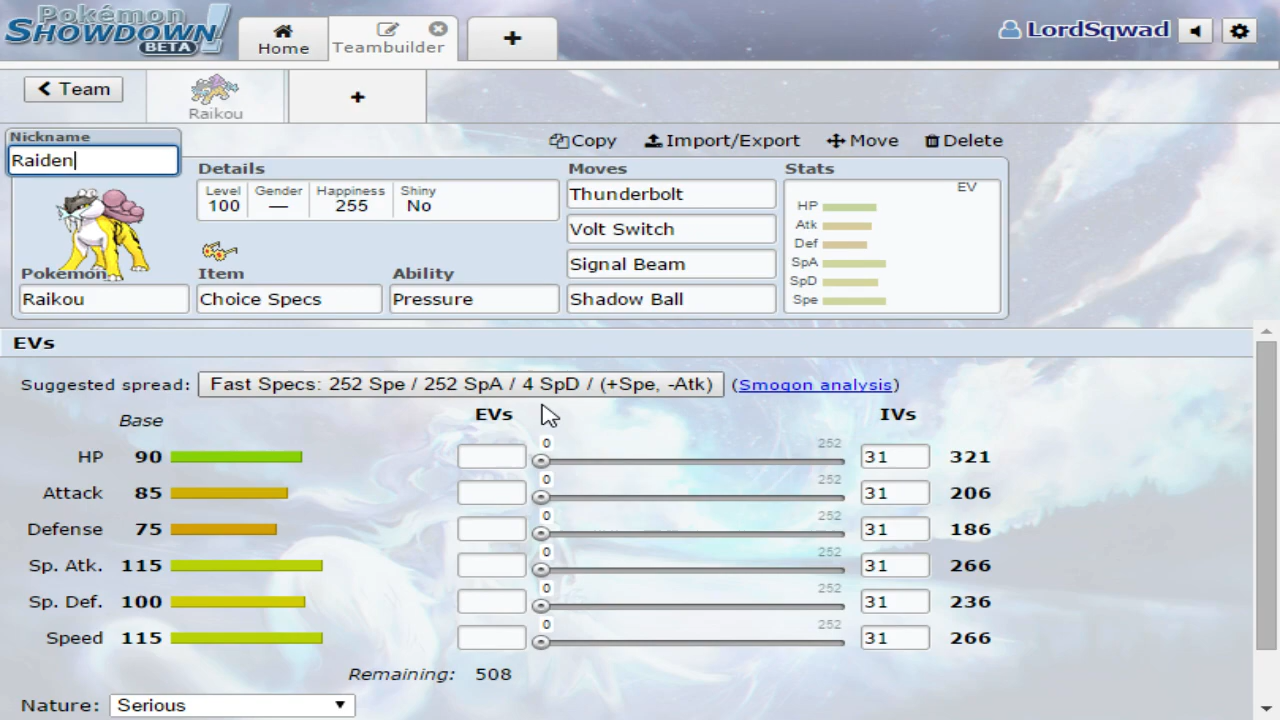 Pokémon
SHOWDOWN!
BETA
Home
Teambuilder
+
LordSqwad
Team
Raikou
+
Nickname
Raiden
Copy Import/Export Move Delete
Details
Level Gender Happiness Shiny
100 — 255 No
Pokémon
Raikou
Item
Choice Specs
Ability
Pressure
Moves
Thunderbolt
Volt Switch
Signal Beam
Shadow Ball
Stats
EV
HP
Atk
Def
SpA
SpD
Spe
EVs
Suggested spread: Fast Specs: 252 Spe / 252 SpA / 4 SpD / (+Spe, -Atk) (Smogon analysis)
Base EVs IVs
HP 90 0 252 31 321
Attack 85 0 252 31 206
Defense 75 0 252 31 186
Sp. Atk. 115 0 252 31 266
Sp. Def. 100 0 252 31 236
Speed 115 0 252 31 266
Remaining: 508
Nature: Serious